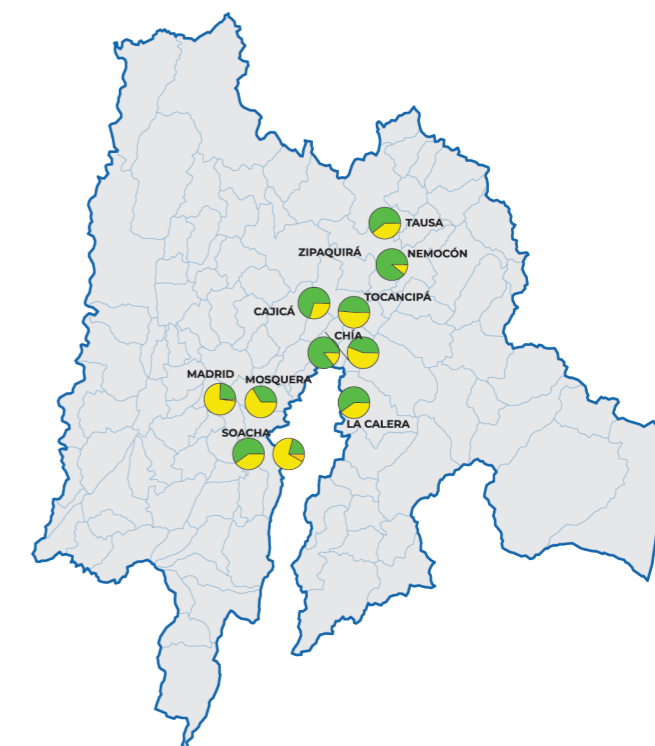 TAUSA
ZIPAQUIRÁ
NEMOCÓN
TOCANCIPÁ
CAJICÁ
CHÍA
MADRID
MOSQUERA
LA CALERA
SOACHA